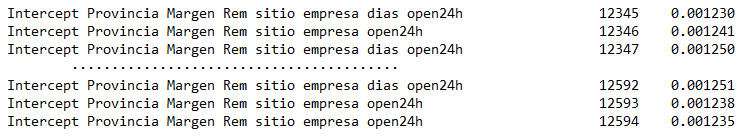 Intercept Provincia Margen Rem sitio empresa dias open24h 12345 0.001230
Intercept Provincia Margen Rem sitio empresa open24h 12346 0.001241
Intercept Provincia Margen Rem sitio empresa dias open24h 12347 0.001250
.........................................
Intercept Provincia Margen Rem sitio empresa dias open24h 12592 0.001251
Intercept Provincia Margen Rem sitio empresa open24h 12593 0.001238
Intercept Provincia Margen Rem sitio empresa open24h 12594 0.001235